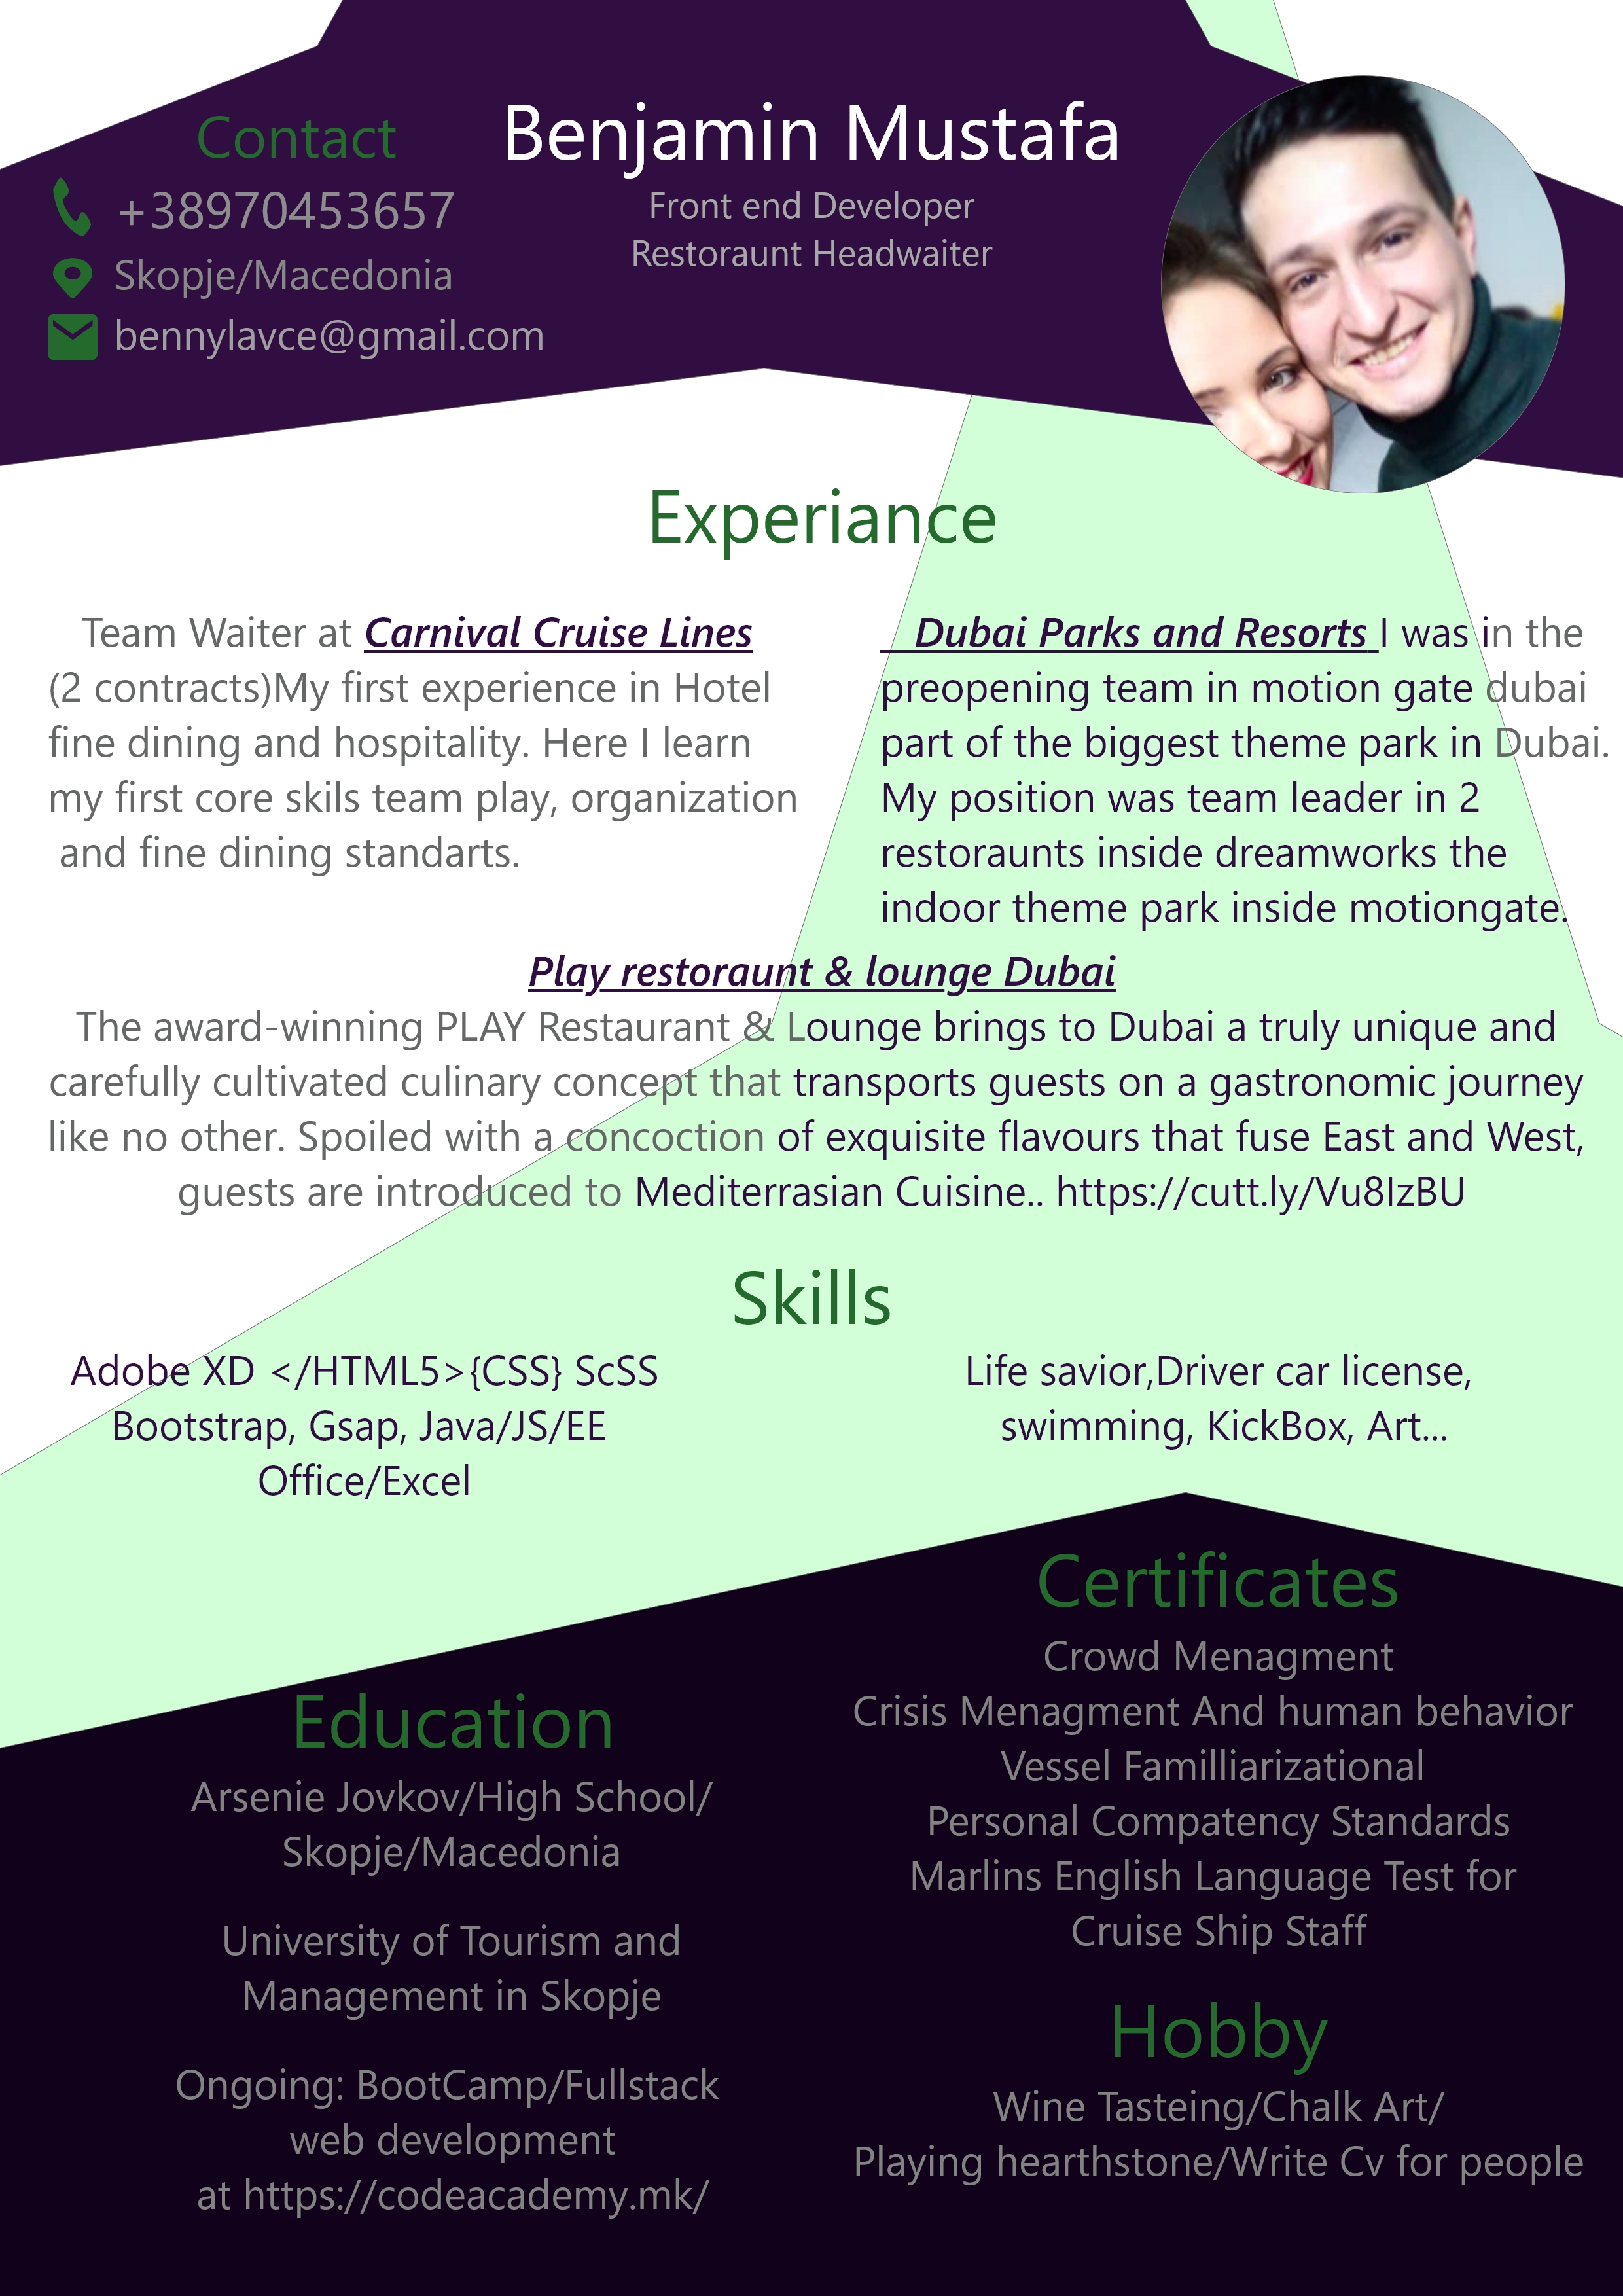 Benjamin Mustafa
Front end Developer
Restoraunt Headwaiter
Contact
+38970453657
Skopje/Macedonia
bennylavce@gmail.com
Experiance
Team Waiter at Carnival Cruise Lines
(2 contracts)My first experience in Hotel
fine dining and hospitality. Here I learn
my first core skils team play, organization
and fine dining standarts.
Dubai Parks and Resorts I was in the
preopening team in motion gate dubai
part of the biggest theme park in Dubai.
My position was team leader in 2
restoraunts inside dreamworks the
indoor theme park inside motiongate.
Play restoraunt & lounge Dubai
The award-winning PLAY Restaurant & Lounge brings to Dubai a truly unique and
carefully cultivated culinary concept that transports guests on a gastronomic journey
like no other. Spoiled with a concoction of exquisite flavours that fuse East and West,
guests are introduced to Mediterrasian Cuisine.. https://cutt.ly/Vu8IzBU
Skills
Adobe XD </HTML5>{CSS} ScSS
Bootstrap, Gsap, Java/JS/EE
Office/Excel
Life savior,Driver car license,
swimming, KickBox, Art...
Education
Arsenie Jovkov/High School/
Skopje/Macedonia
University of Tourism and
Management in Skopje
Ongoing: BootCamp/Fullstack
web development
at https://codeacademy.mk/
Certificates
Crowd Menagment
Crisis Menagment And human behavior
Vessel Familliarizational
Personal Compatency Standards
Marlins English Language Test for
Cruise Ship Staff
Hobby
Wine Tasteing/Chalk Art/
Playing hearthstone/Write Cv for people